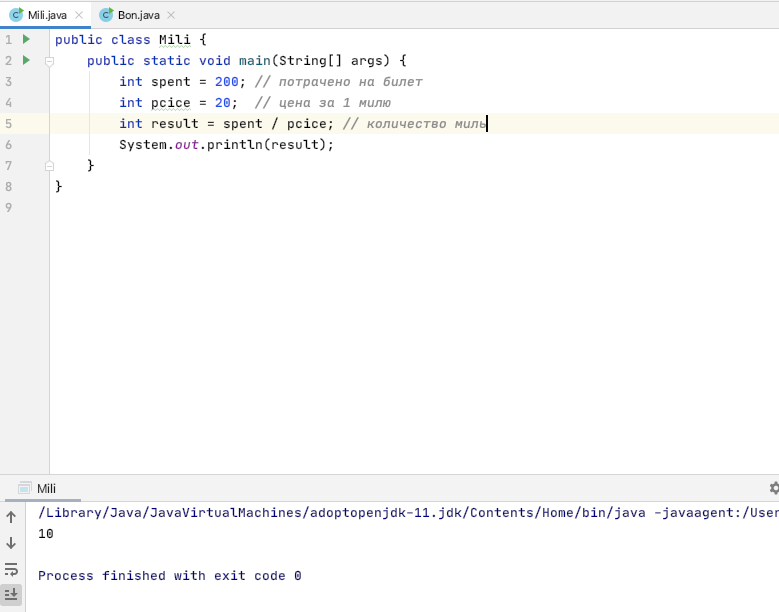 Mili.java Bon.java
1 public class Mili {
2 public static void main(String[] args) {
3 int spent = 200; // потрачено на билет
4 int pcice = 20; // цена за 1 милю
5 int result = spent / pcice; // количество миль
6 System.out.println(result);
7 }
8 }
9
Mili
/Library/Java/JavaVirtualMachines/adoptopenjdk-11.jdk/Contents/Home/bin/java -javaagent:/User
10
Process finished with exit code 0